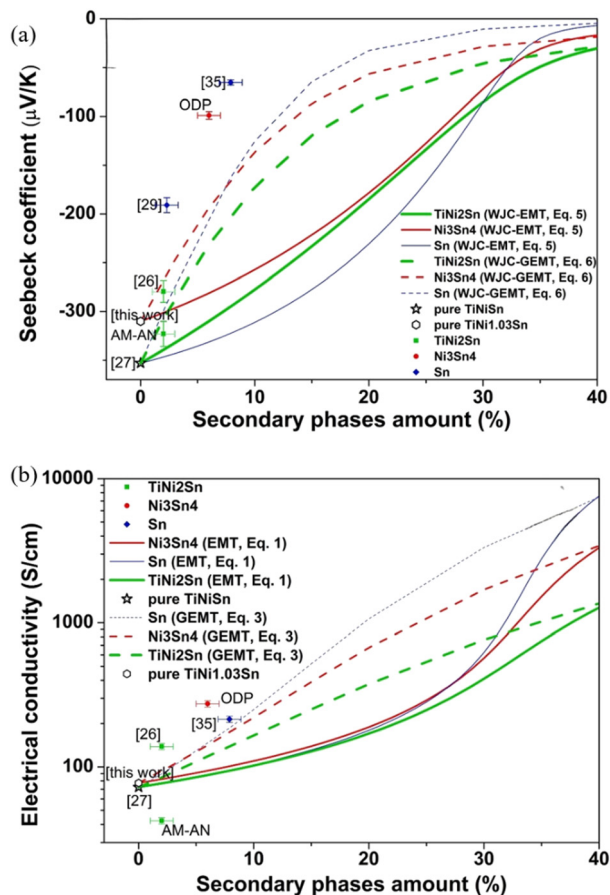 (a)
0
-100
-200
-300
Seebeck coefficient (μV/K)
[35]
ODP
[29]
[26]
[this work]
AM-AN
[27]
TiNi2Sn (WJC-EMT, Eq. 5)
Ni3Sn4 (WJC-EMT, Eq. 5)
Sn (WJC-EMT, Eq. 5)
TiNi2Sn (WJC-GEMT, Eq. 6)
Ni3Sn4 (WJC-GEMT, Eq. 6)
Sn (WJC-GEMT, Eq. 6)
pure TiNiSn
pure TiNi1.03Sn
TiNi2Sn
Ni3Sn4
Sn
0 10 20 30 40
Secondary phases amount (%)
(b)
10000
1000
100
Electrical conductivity (S/cm)
TiNi2Sn
Ni3Sn4
Sn
Ni3Sn4 (EMT, Eq. 1)
Sn (EMT, Eq. 1)
TiNi2Sn (EMT, Eq. 1)
pure TiNiSn
Sn (GEMT, Eq. 3)
Ni3Sn4 (GEMT, Eq. 3)
TiNi2Sn (GEMT, Eq. 3)
pure TiNi1.03Sn
ODP
[35]
[26]
[this work]
[27]
AM-AN
0 10 20 30 40
Secondary phases amount (%)